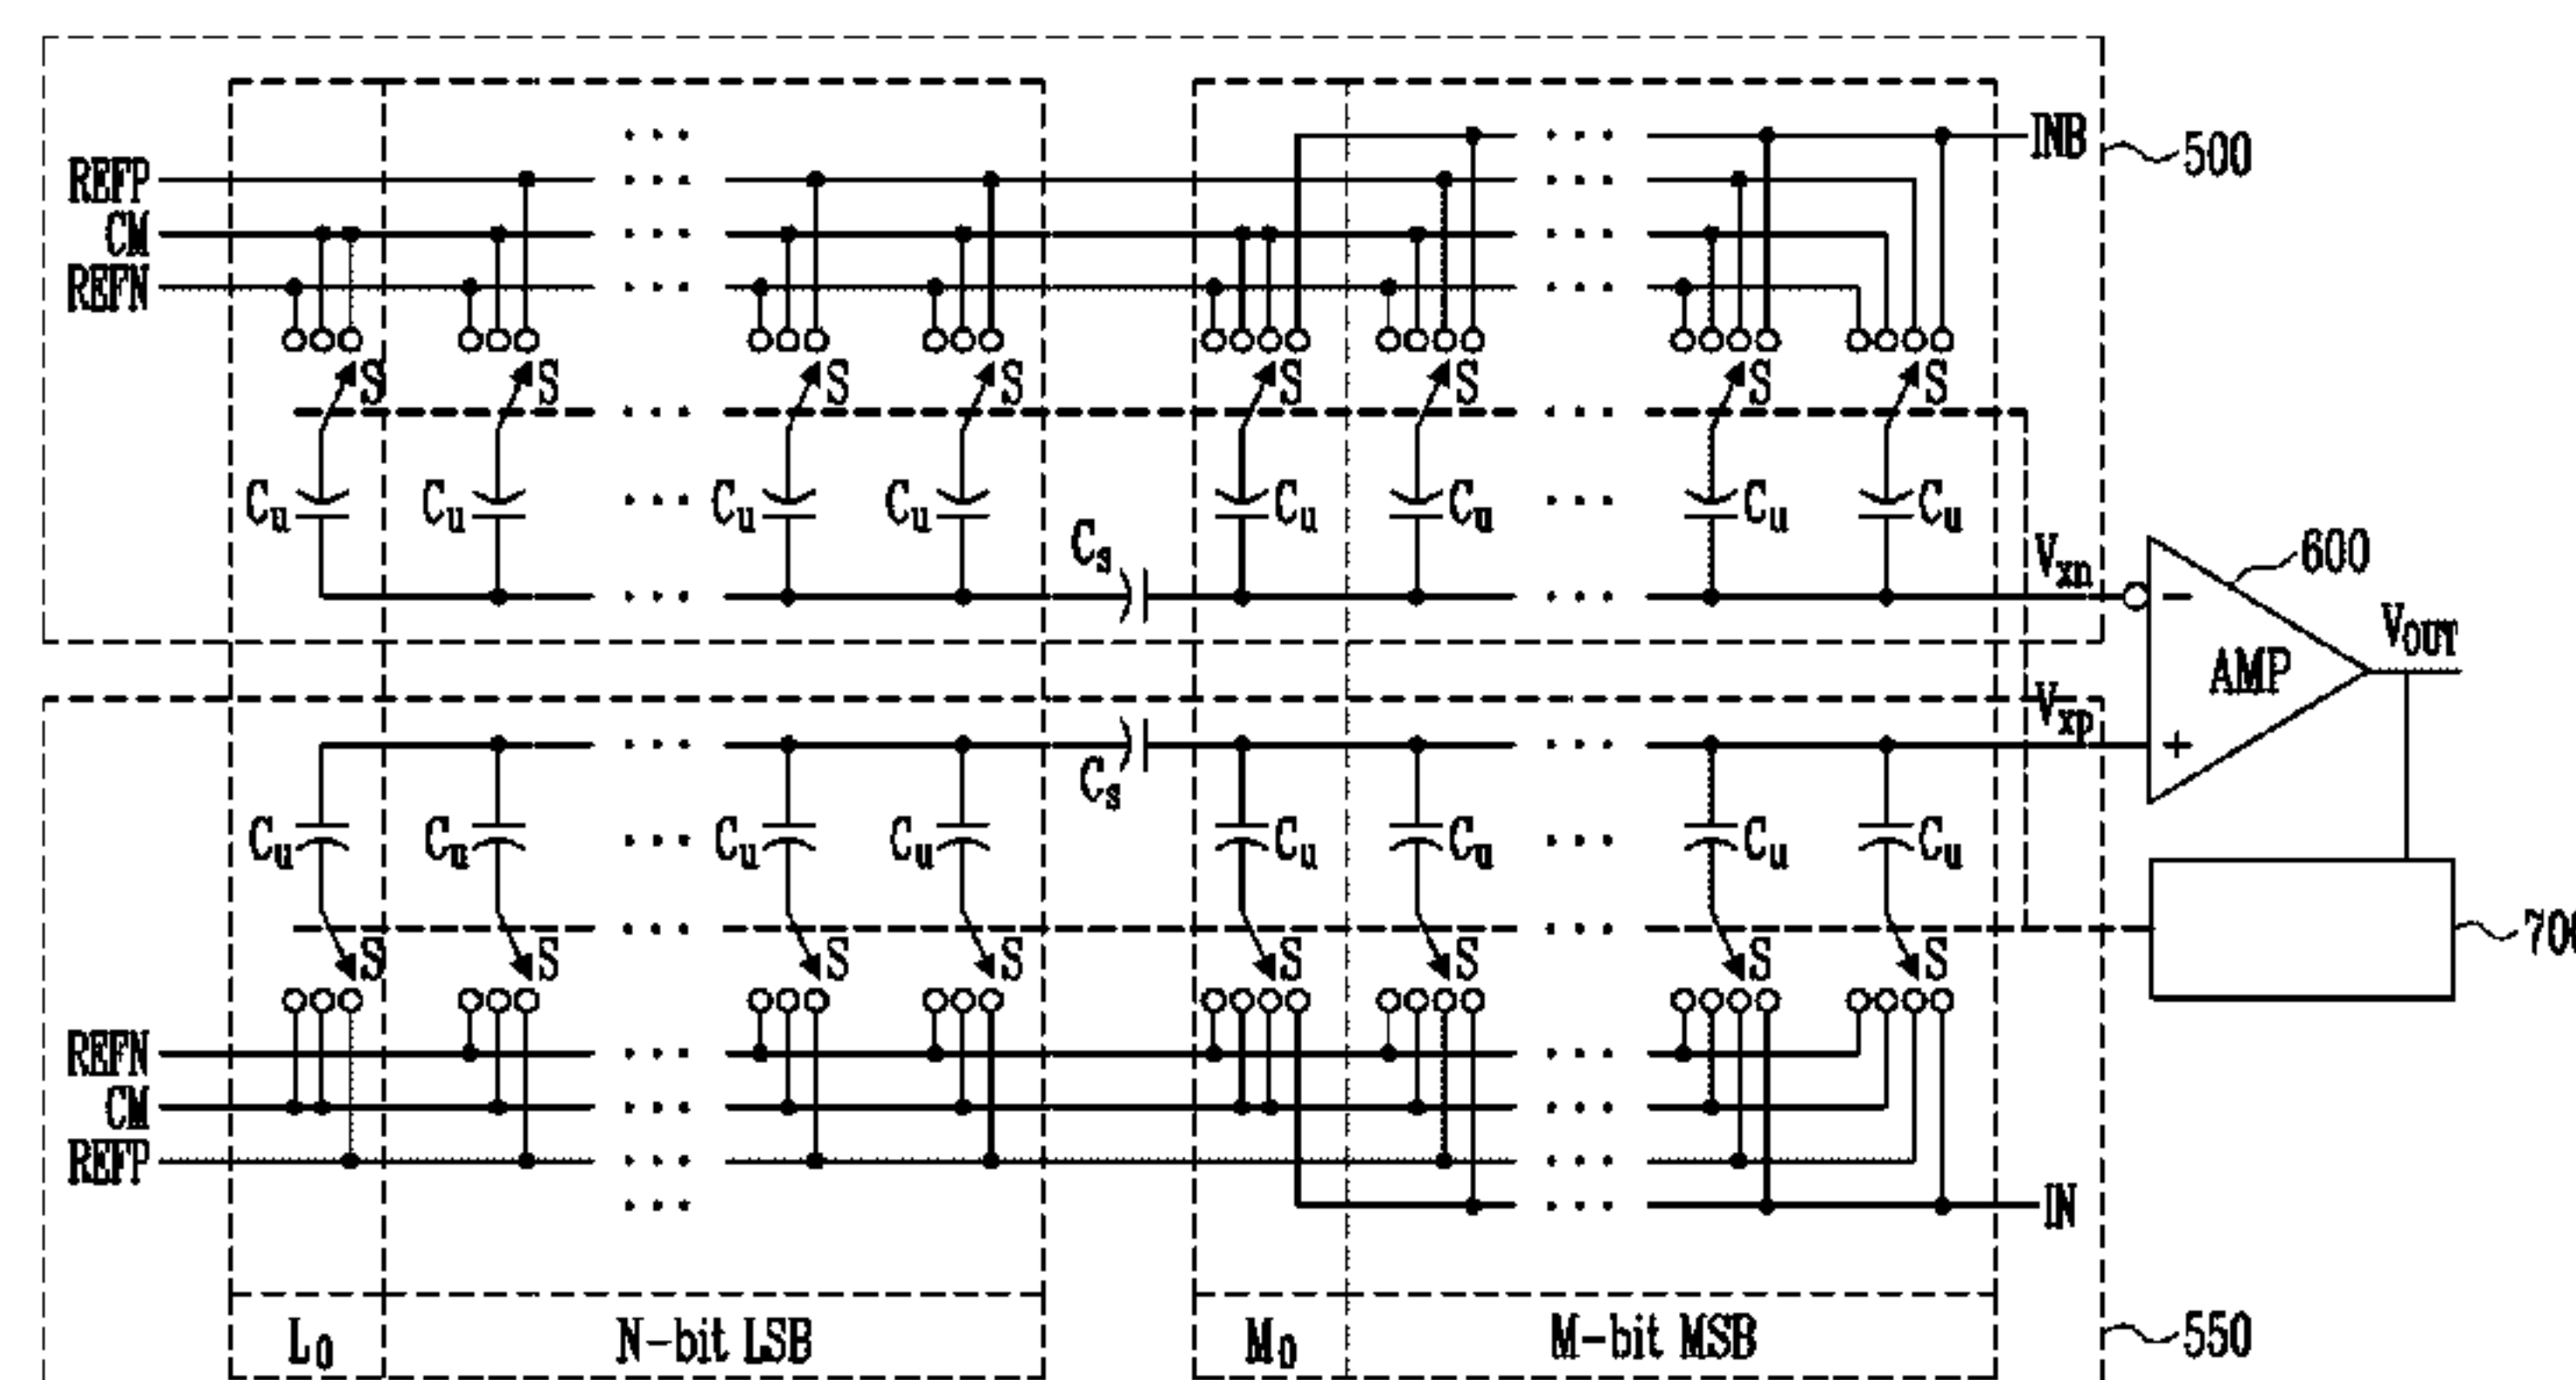 INB
500
REFP
CM
REFN
S S S S S S S S
Cu Cu Cu Cu Cu Cu Cu Cu
Cs
Vxn
600
−
AMP
VOUT
Vxp
+
Cs
Cu Cu Cu Cu Cu Cu Cu Cu
S S S S S S S S
REFN
CM
REFP
IN
L0 N-bit LSB M0 M-bit MSB
550